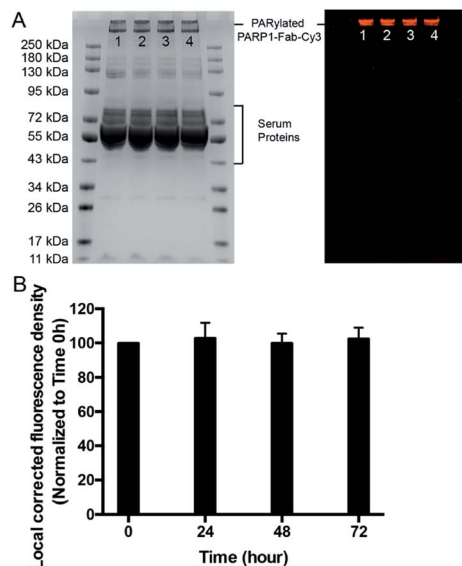 A
PARylated
PARP1-Fab-Cy3
250 kDa
180 kDa
130 kDa
95 kDa
72 kDa
55 kDa
43 kDa
34 kDa
26 kDa
17 kDa
11 kDa
1 2 3 4
Serum
Proteins
1 2 3 4
B
Local corrected fluorescence density
(Normalized to Time 0h)
120
100
80
60
40
20
0
0 24 48 72
Time (hour)